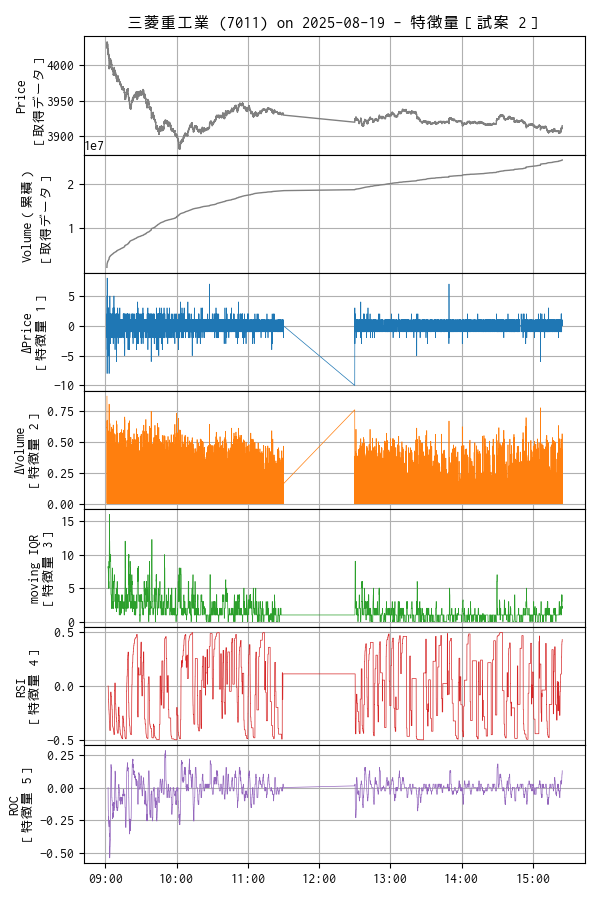 三菱重工業 (7011) on 2025-08-19 - 特徴量 [ 試案 2 ]
Price
[ 取得データ ]
4000
3950
3900
1e7
Volume ( 累積 )
[ 取得データ ]
2
1
ΔPrice
[ 特徴量 1 ]
5
0
−5
−10
ΔVolume
[ 特徴量 2 ]
0.75
0.50
0.25
0.00
moving IQR
[ 特徴量 3 ]
15
10
5
0
RSI
[ 特徴量 4 ]
0.5
0.0
−0.5
ROC
[ 特徴量 5 ]
0.25
0.00
−0.25
−0.50
09:00 10:00 11:00 12:00 13:00 14:00 15:00